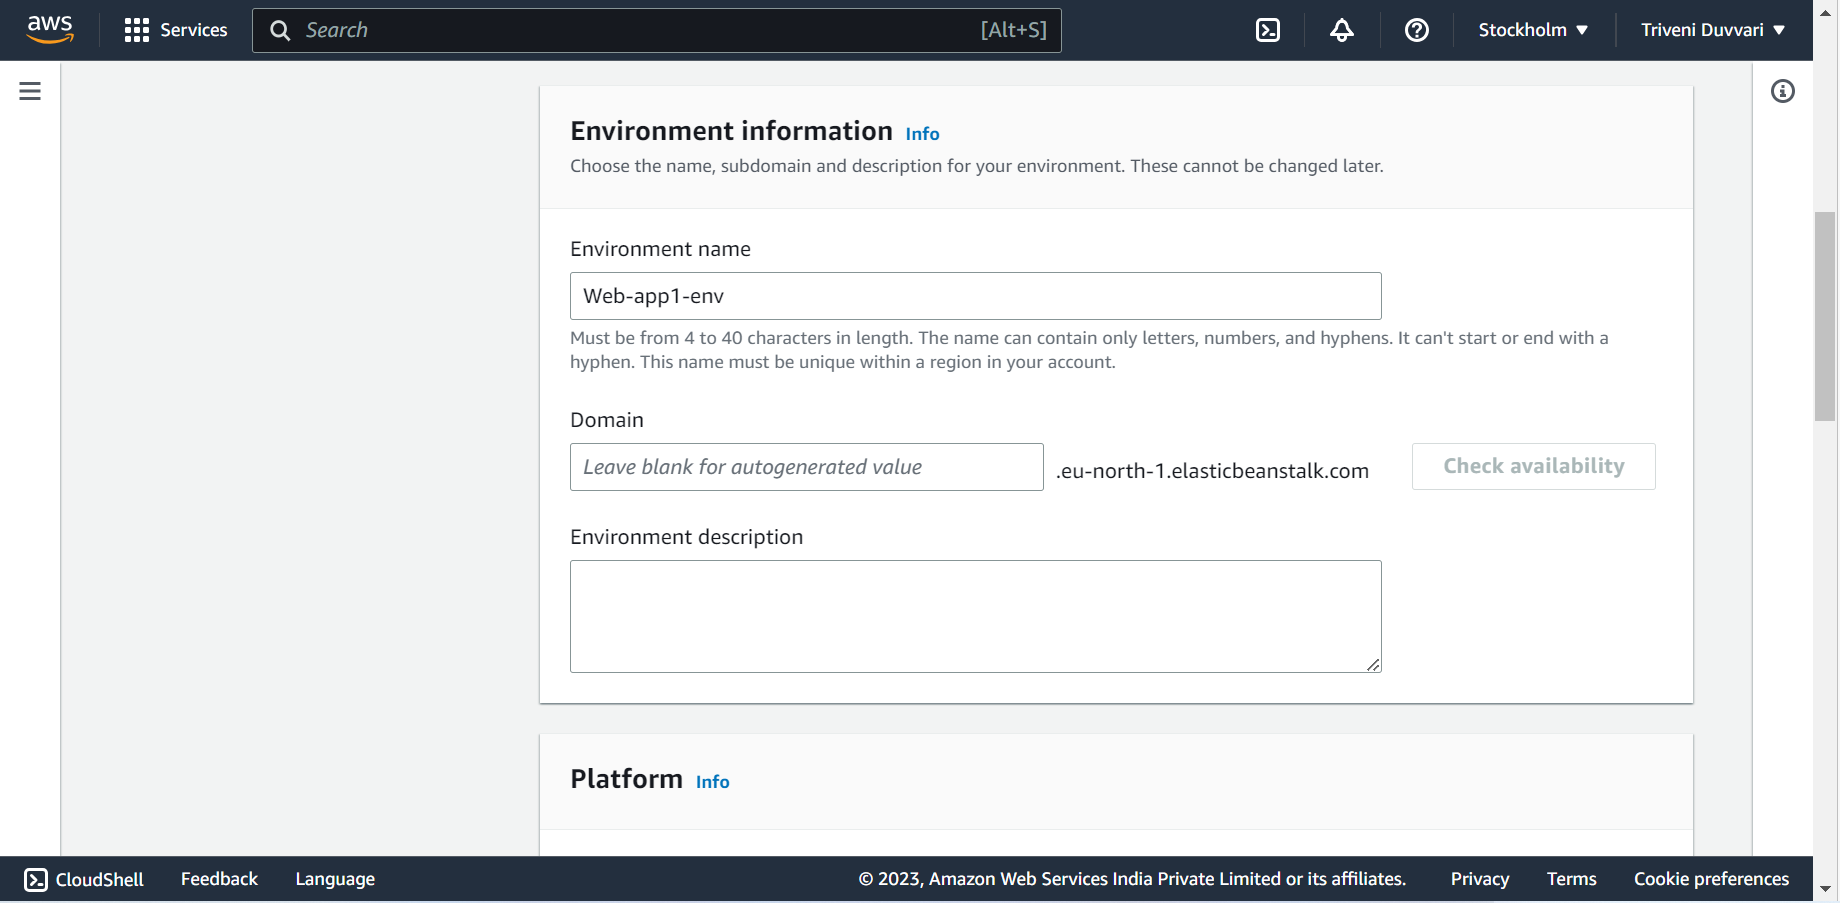 aws
Services
Search
[Alt+S]
Stockholm
Triveni Duvvari
Environment information Info
Choose the name, subdomain and description for your environment. These cannot be changed later.
Environment name
Web-app1-env
Must be from 4 to 40 characters in length. The name can contain only letters, numbers, and hyphens. It can't start or end with a
hyphen. This name must be unique within a region in your account.
Domain
Leave blank for autogenerated value
.eu-north-1.elasticbeanstalk.com
Check availability
Environment description
Platform Info
CloudShell
Feedback
Language
© 2023, Amazon Web Services India Private Limited or its affiliates.
Privacy
Terms
Cookie preferences